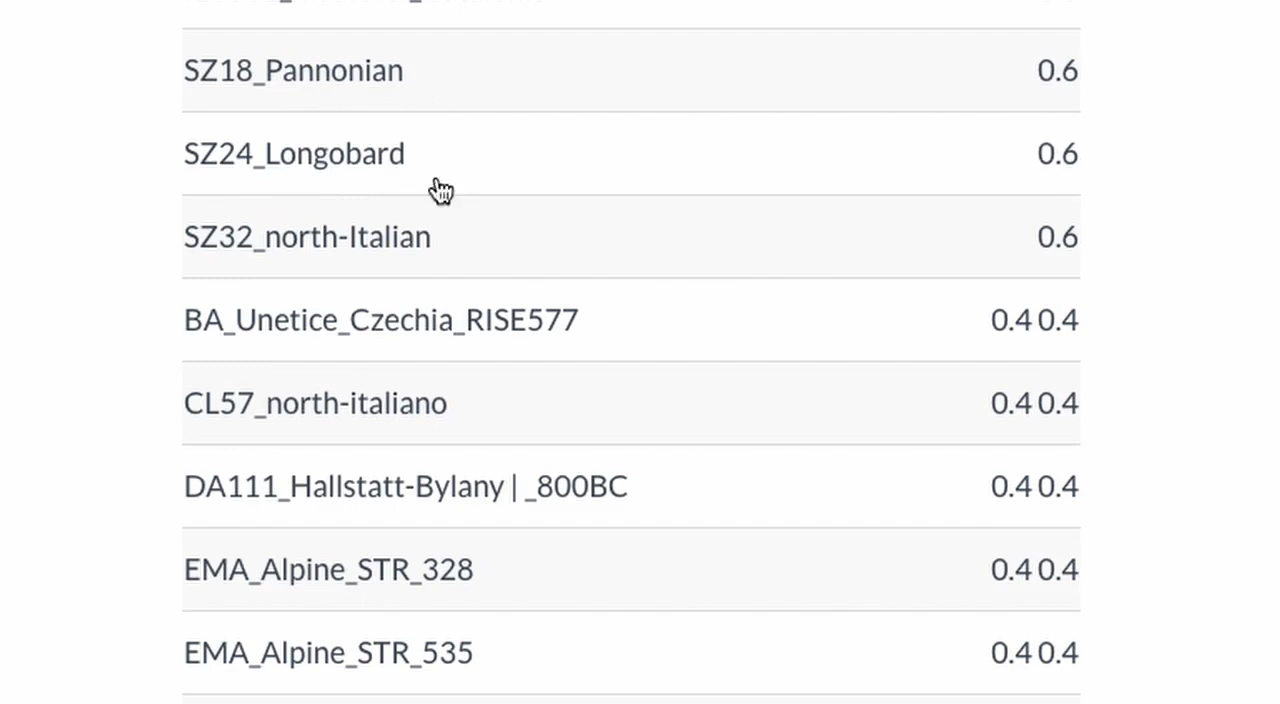 SZ18_Pannonian 0.6
SZ24_Longobard 0.6
SZ32_north-Italian 0.6
BA_Unetice_Czechia_RISE577 0.4 0.4
CL57_north-italiano 0.4 0.4
DA111_Hallstatt-Bylany | _800BC 0.4 0.4
EMA_Alpine_STR_328 0.4 0.4
EMA_Alpine_STR_535 0.4 0.4